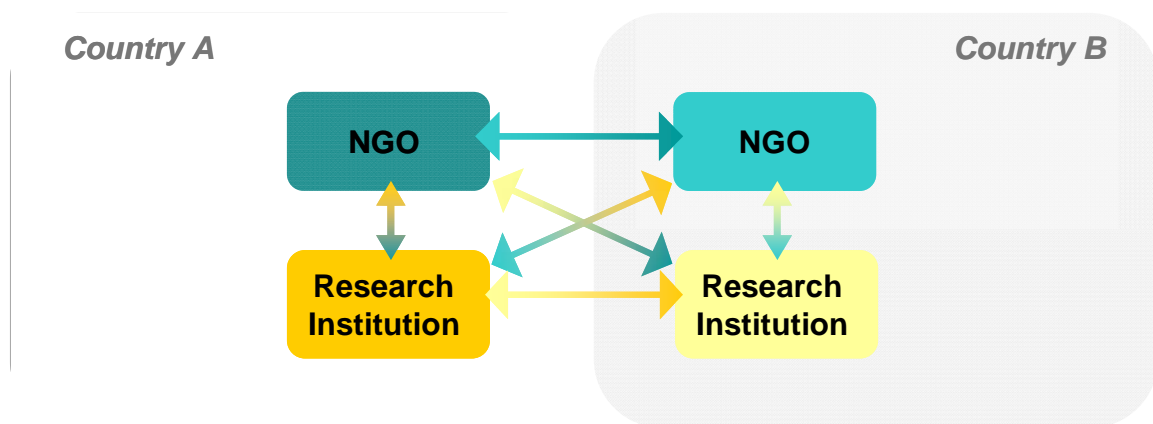 Country A
Country B
NGO
NGO
Research
Institution
Research
Institution